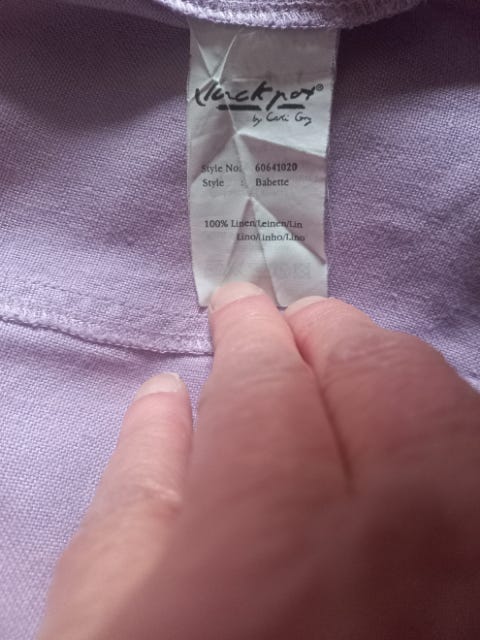 Jackpot®
by Carli Gry
Style No: 60641020
Style : Babette
100% Linen/Leinen/Lin
Lino/Linho/Lino